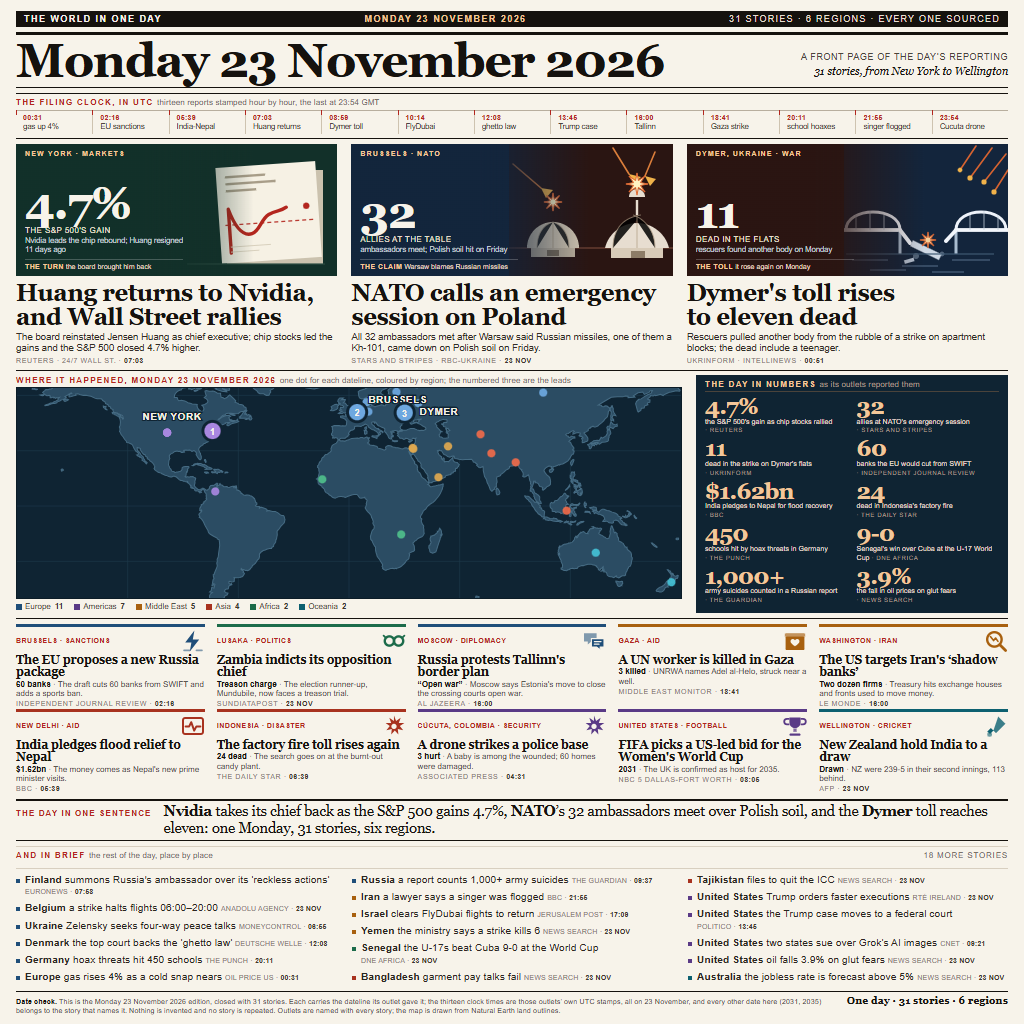 THE WORLD IN ONE DAY
MONDAY 23 NOVEMBER 2026
31 STORIES · 6 REGIONS · EVERY ONE SOURCED
Monday 23 November 2026
A FRONT PAGE OF THE DAY'S REPORTING
31 stories, from New York to Wellington
THE FILING CLOCK, IN UTC thirteen reports stamped hour by hour, the last at 23:54 GMT
00:31
gas up 4%
02:16
EU sanctions
05:39
India-Nepal
07:03
Huang returns
08:59
Dymer toll
10:14
FlyDubai
12:03
ghetto law
13:45
Trump case
16:00
Tallinn
18:41
Gaza strike
20:11
school hoaxes
21:55
singer flogged
23:54
Cucuta drone
NEW YORK · MARKETS
4.7%
THE S&P 500'S GAIN
Nvidia leads the chip rebound; Huang resigned
11 days ago
THE TURN the board brought him back
BRUSSELS · NATO
32
ALLIES AT THE TABLE
ambassadors meet; Polish soil hit on Friday
THE CLAIM Warsaw blames Russian missiles
DYMER, UKRAINE · WAR
11
DEAD IN THE FLATS
rescuers found another body on Monday
THE TOLL it rose again on Monday
Huang returns to Nvidia,
and Wall Street rallies
The board reinstated Jensen Huang as chief executive; chip stocks led the
gains and the S&P 500 closed 4.7% higher.
REUTERS · 24/7 WALL ST. · 07:03
NATO calls an emergency
session on Poland
All 32 ambassadors met after Warsaw said Russian missiles, one of them a
Kh-101, came down on Polish soil on Friday.
STARS AND STRIPES · RBC-UKRAINE · 23 NOV
Dymer's toll rises
to eleven dead
Rescuers pulled another body from the rubble of a strike on apartment
blocks; the dead include a teenager.
UKRINFORM · INTELLINEWS · 00:51
WHERE IT HAPPENED, MONDAY 23 NOVEMBER 2026 one dot for each dateline, coloured by region; the numbered three are the leads
NEW YORK
1
BRUSSELS
2
DYMER
3
Europe 11
Americas 7
Middle East 5
Asia 4
Africa 2
Oceania 2
THE DAY IN NUMBERS as its outlets reported them
4.7%
the S&P 500's gain as chip stocks rallied
· REUTERS
32
allies at NATO's emergency session
· STARS AND STRIPES
11
dead in the strike on Dymer's flats
· UKRINFORM
60
banks the EU would cut from SWIFT
· INDEPENDENT JOURNAL REVIEW
$1.62bn
India pledges to Nepal for flood recovery
· BBC
24
dead in Indonesia's factory fire
· THE DAILY STAR
450
schools hit by hoax threats in Germany
· THE PUNCH
9-0
Senegal's win over Cuba at the U-17 World
Cup · DNE AFRICA
1,000+
army suicides counted in a Russian report
· THE GUARDIAN
3.9%
the fall in oil prices on glut fears
· NEWS SEARCH
BRUSSELS · SANCTIONS
The EU proposes a new Russia
package
60 banks · The draft cuts 60 banks from SWIFT and
adds a sports ban.
INDEPENDENT JOURNAL REVIEW · 02:16
LUSAKA · POLITICS
Zambia indicts its opposition
chief
Treason charge · The election runner-up,
Mundubile, now faces a treason trial.
SUNDIATAPOST · 23 NOV
MOSCOW · DIPLOMACY
Russia protests Tallinn's
border plan
"Open war" · Moscow says Estonia's move to close
the crossing courts open war.
AL JAZEERA · 16:00
GAZA · AID
A UN worker is killed in Gaza
3 killed · UNRWA names Adel al-Helo, struck near a
well.
MIDDLE EAST MONITOR · 18:41
WASHINGTON · IRAN
The US targets Iran's 'shadow
banks'
Two dozen firms · Treasury hits exchange houses
and fronts used to move money.
LE MONDE · 16:00
NEW DELHI · AID
India pledges flood relief to
Nepal
$1.62bn · The money comes as Nepal's new prime
minister visits.
BBC · 05:39
INDONESIA · DISASTER
The factory fire toll rises again
24 dead · The search goes on at the burnt-out
candy plant.
THE DAILY STAR · 06:39
CÚCUTA, COLOMBIA · SECURITY
A drone strikes a police base
3 hurt · A baby is among the wounded; 60 homes
were damaged.
ASSOCIATED PRESS · 04:31
UNITED STATES · FOOTBALL
FIFA picks a US-led bid for the
Women's World Cup
2031 · The UK is confirmed as host for 2035.
NBC 5 DALLAS-FORT WORTH · 08:05
WELLINGTON · CRICKET
New Zealand hold India to a
draw
Drawn · NZ were 239-5 in their second innings, 113
behind.
AFP · 23 NOV
THE DAY IN ONE SENTENCE
Nvidia takes its chief back as the S&P 500 gains 4.7%, NATO's 32 ambassadors meet over Polish soil, and the Dymer toll reaches
eleven: one Monday, 31 stories, six regions.
AND IN BRIEF the rest of the day, place by place
18 MORE STORIES
Finland summons Russia's ambassador over its 'reckless actions'
EURONEWS · 07:53
Belgium a strike halts flights 06:00–20:00 ANADOLU AGENCY · 23 NOV
Ukraine Zelensky seeks four-way peace talks MONEYCONTROL · 06:55
Denmark the top court backs the 'ghetto law' DEUTSCHE WELLE · 12:03
Germany hoax threats hit 450 schools THE PUNCH · 20:11
Europe gas rises 4% as a cold snap nears OIL PRICE US · 00:31
Russia a report counts 1,000+ army suicides THE GUARDIAN · 09:37
Iran a lawyer says a singer was flogged BBC · 21:55
Israel clears FlyDubai flights to return JERUSALEM POST · 17:09
Yemen the ministry says a strike kills 6 NEWS SEARCH · 23 NOV
Senegal the U-17s beat Cuba 9-0 at the World Cup
DNE AFRICA · 23 NOV
Bangladesh garment pay talks fail NEWS SEARCH · 23 NOV
Tajikistan files to quit the ICC NEWS SEARCH · 23 NOV
United States Trump orders faster executions RTÉ IRELAND · 23 NOV
United States the Trump case moves to a federal court
POLITICO · 13:45
United States two states sue over Grok's AI images CNET · 09:21
United States oil falls 3.9% on glut fears NEWS SEARCH · 23 NOV
Australia the jobless rate is forecast above 5% NEWS SEARCH · 23 NOV
Date check. This is the Monday 23 November 2026 edition, closed with 31 stories. Each carries the dateline its outlet gave it; the thirteen clock times are those outlets' own UTC stamps, all on 23 November, and every other date here (2031, 2035)
belongs to the story that names it. Nothing is invented and no story is repeated. Outlets are named with every story; the map is drawn from Natural Earth land outlines.
One day · 31 stories · 6 regions